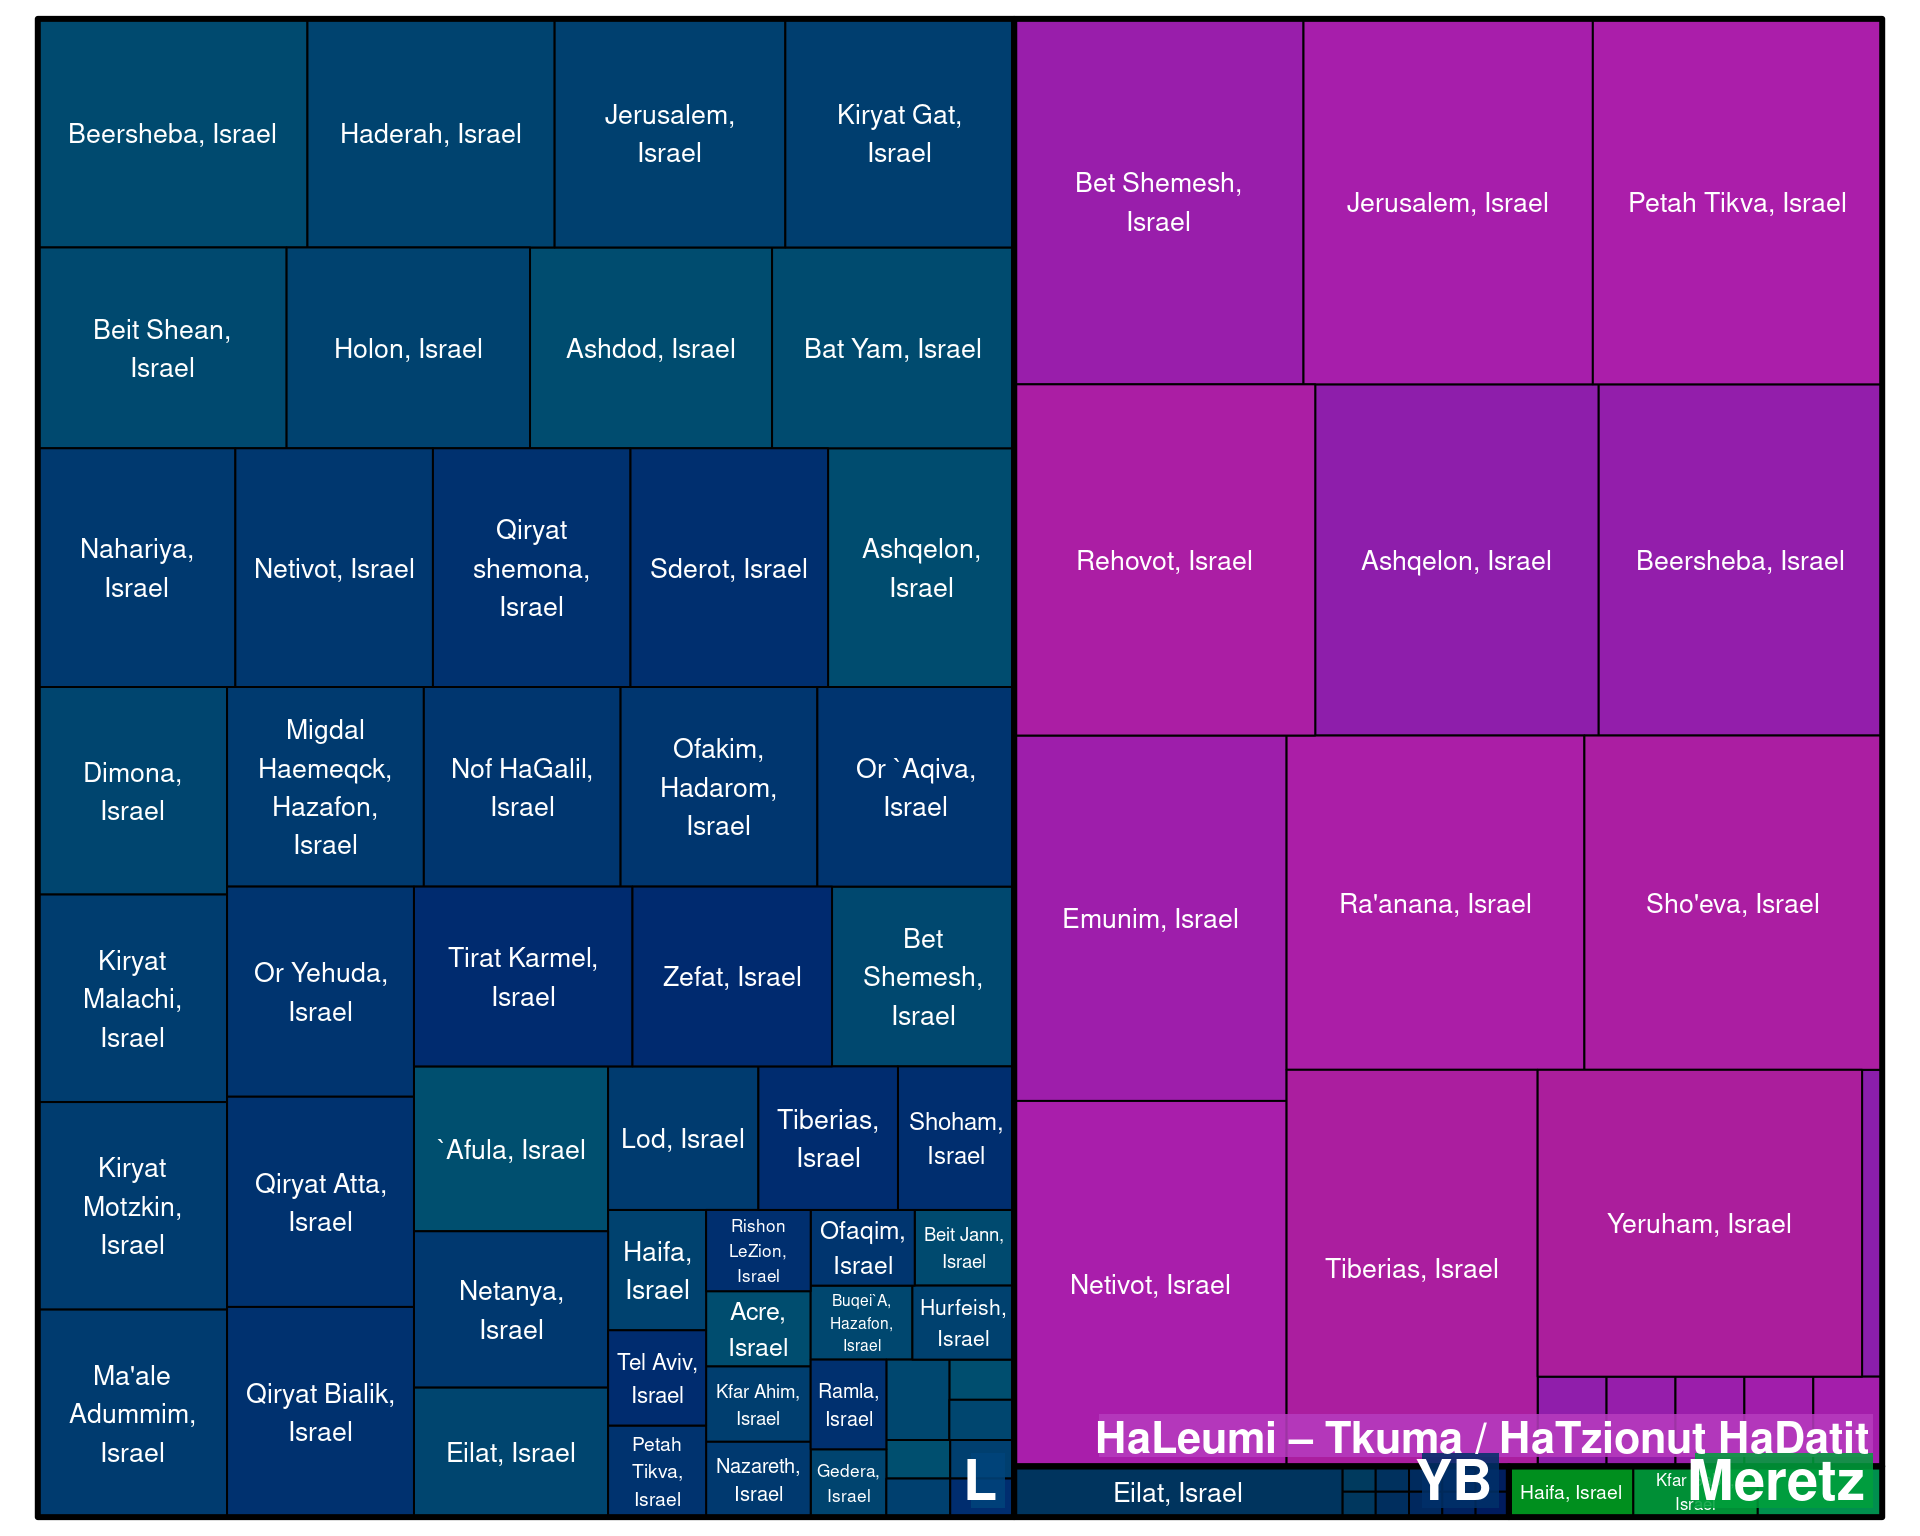 Beersheba, Israel
Haderah, Israel
Jerusalem,
Israel
Kiryat Gat,
Israel
Beit Shean,
Israel
Holon, Israel
Ashdod, Israel
Bat Yam, Israel
Nahariya,
Israel
Netivot, Israel
Qiryat
shemona,
Israel
Sderot, Israel
Ashqelon,
Israel
Dimona,
Israel
Migdal
Haemeqck,
Hazafon,
Israel
Nof HaGalil,
Israel
Ofakim,
Hadarom,
Israel
Or `Aqiva,
Israel
Kiryat
Malachi,
Israel
Or Yehuda,
Israel
Tirat Karmel,
Israel
Zefat, Israel
Bet
Shemesh,
Israel
Kiryat
Motzkin,
Israel
Qiryat Atta,
Israel
`Afula, Israel
Lod, Israel
Tiberias,
Israel
Shoham,
Israel
Ma'ale
Adummim,
Israel
Qiryat Bialik,
Israel
Netanya,
Israel
Eilat, Israel
Haifa,
Israel
Rishon
LeZion,
Israel
Ofaqim,
Israel
Beit Jann,
Israel
Acre,
Israel
Buqei`A,
Hazafon,
Israel
Hurfeish,
Israel
Tel Aviv,
Israel
Kfar Ahim,
Israel
Ramla,
Israel
Petah
Tikva,
Israel
Nazareth,
Israel
Gedera,
Israel
L
Bet Shemesh,
Israel
Jerusalem, Israel
Petah Tikva, Israel
Rehovot, Israel
Ashqelon, Israel
Beersheba, Israel
Emunim, Israel
Ra'anana, Israel
Sho'eva, Israel
Netivot, Israel
Tiberias, Israel
Yeruham, Israel
HaLeumi – Tkuma / HaTzionut HaDatit
Eilat, Israel
YB
Haifa, Israel
Kfar
Israel
Meretz